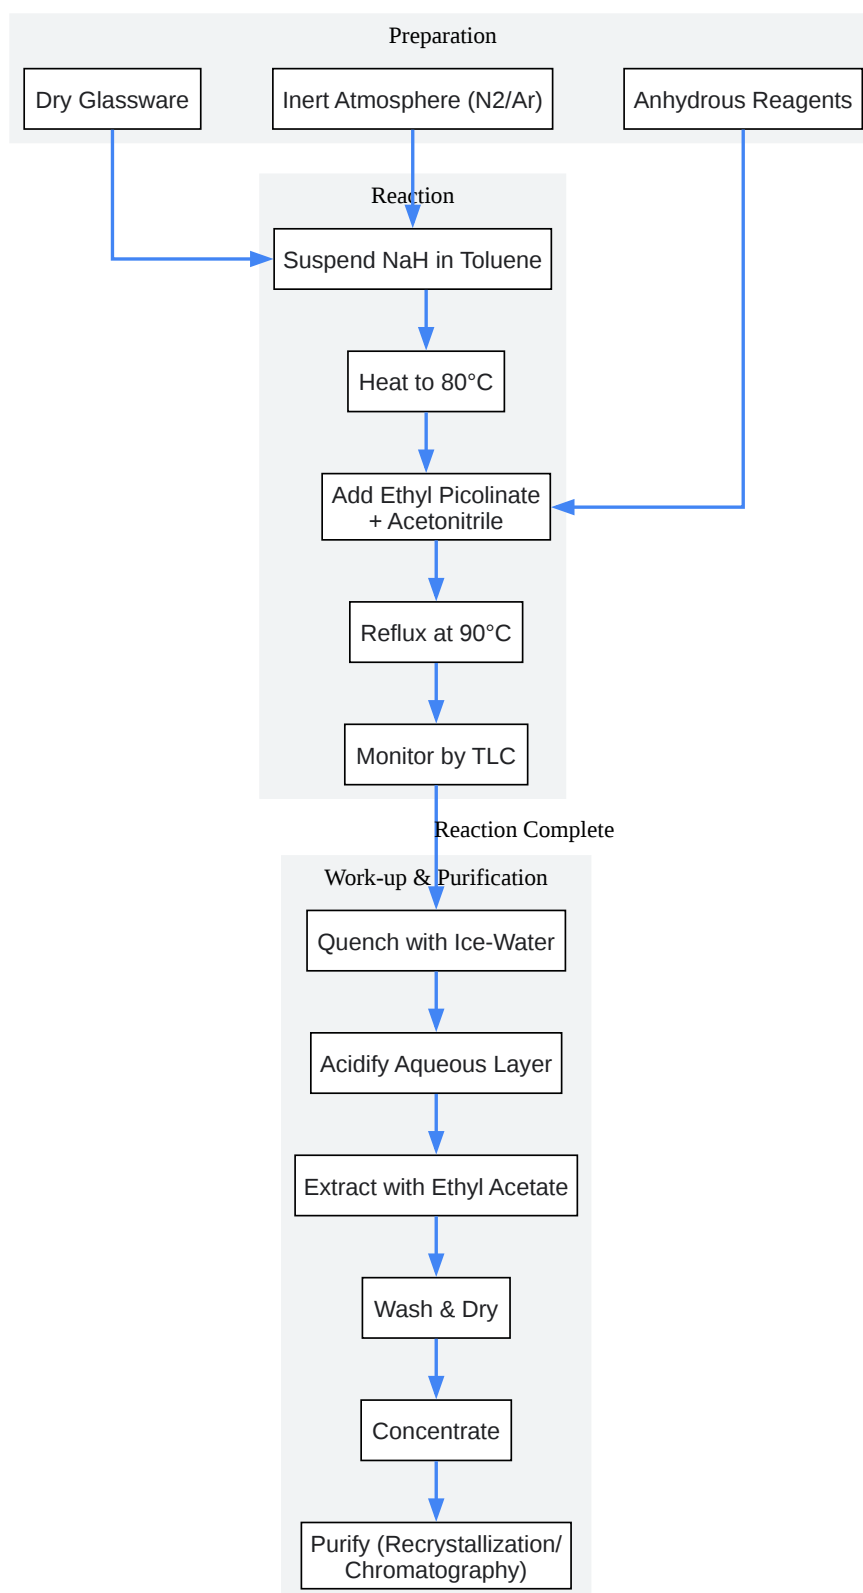 Preparation
Dry Glassware
Inert Atmosphere (N2/Ar)
Anhydrous Reagents
Reaction
Suspend NaH in Toluene
Heat to 80°C
Add Ethyl Picolinate
+ Acetonitrile
Reflux at 90°C
Monitor by TLC
Reaction Complete
Work-up & Purification
Quench with Ice-Water
Acidify Aqueous Layer
Extract with Ethyl Acetate
Wash & Dry
Concentrate
Purify (Recrystallization/
Chromatography)